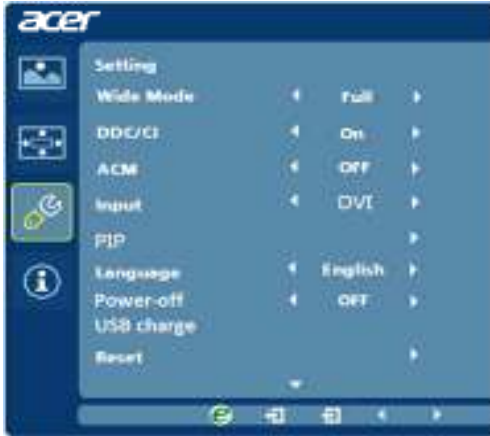 acer
Setting
Wide Mode Full
DDC/CI On
ACM OFF
Input DVI
PIP
Language English
Power-off OFF
USB charge
Reset